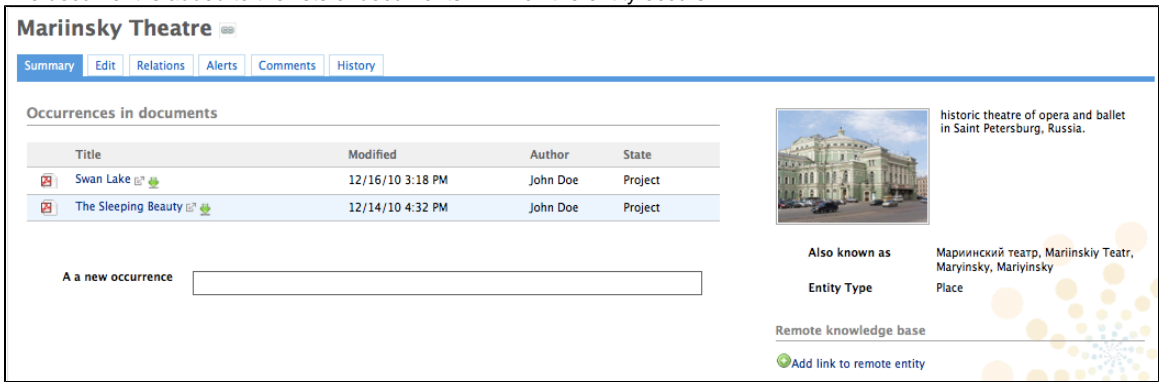 Mariinsky Theatre
Summary Edit Relations Alerts Comments History
Occurrences in documents
Title Modified Author State
Swan Lake 12/16/10 3:18 PM John Doe Project
The Sleeping Beauty 12/14/10 4:32 PM John Doe Project
A a new occurrence
historic theatre of opera and ballet
in Saint Petersburg, Russia.
Also known as Мариинский театр, Mariinskiy Teatr,
Maryinsky, Mariyinsky
Entity Type Place
Remote knowledge base
Add link to remote entity